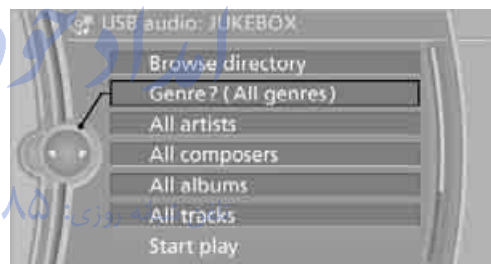 USB audio: JUKEBOX
Browse directory
Genre? ( All genres )
All artists
All composers
All albums
All tracks
Start play